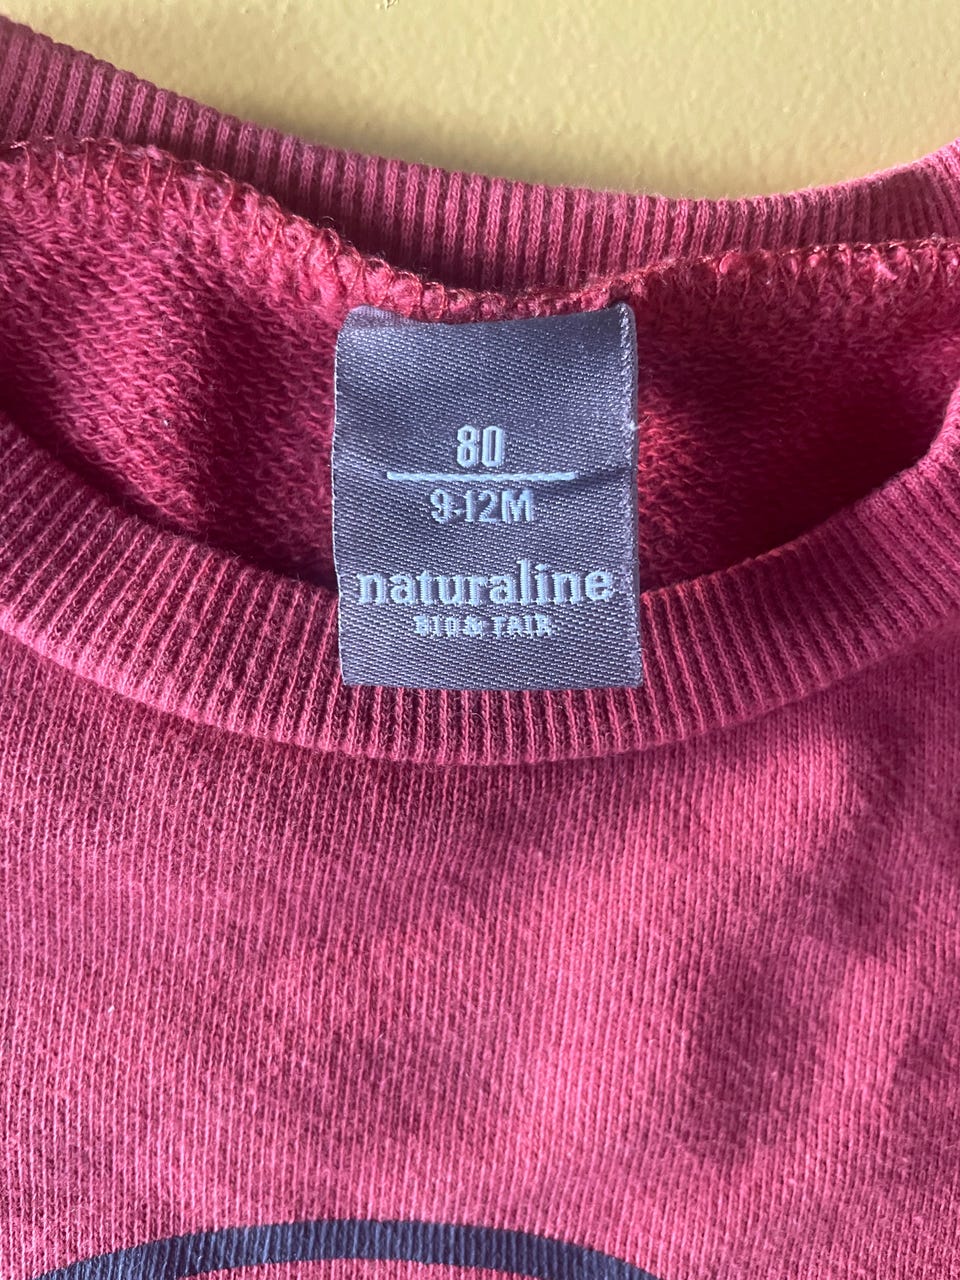 80
9-12M
naturaline
BIO & FAIR